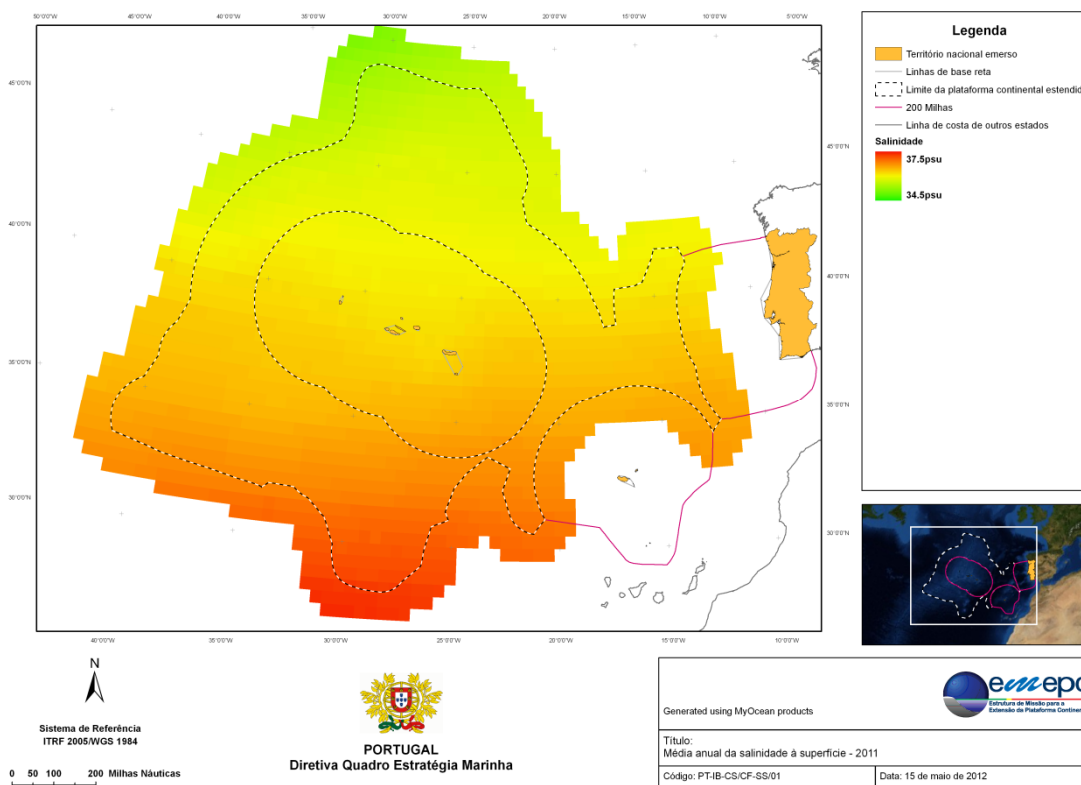 50°0'0"W 45°0'0"W 40°0'0"W 35°0'0"W 30°0'0"W 25°0'0"W 20°0'0"W 15°0'0"W 10°0'0"W 5°0'0"W
45°0'0"N
40°0'0"N
35°0'0"N
30°0'0"N
45°0'0"N
40°0'0"N
35°0'0"N
30°0'0"N
40°0'0"W 35°0'0"W 30°0'0"W 25°0'0"W 20°0'0"W 15°0'0"W 10°0'0"W
Legenda
Território nacional emerso
Linhas de base reta
Limite da plataforma continental estendid
200 Milhas
Linha de costa de outros estados
Salinidade
37.5psu
34.5psu
N
Sistema de Referência
ITRF 2005/WGS 1984
0 50 100 200 Milhas Náuticas
PORTUGAL
Diretiva Quadro Estratégia Marinha
Generated using MyOcean products
emepc
Estrutura de Missão para a
Extensão da Plataforma Continen
Título:
Média anual da salinidade à superfície - 2011
Código: PT-IB-CS/CF-SS/01
Data: 15 de maio de 2012